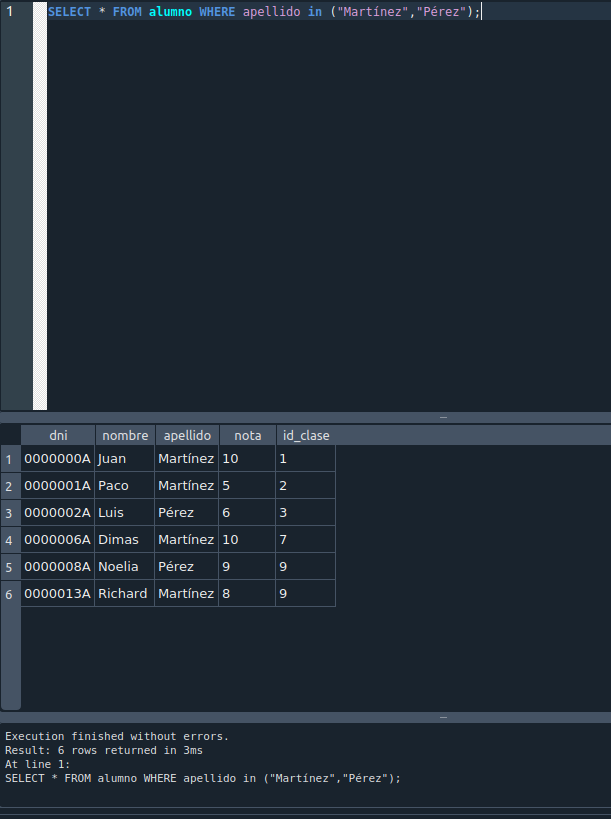 1 SELECT * FROM alumno WHERE apellido in ("Martínez","Pérez");
dni nombre apellido nota id_clase
1 0000000A Juan Martínez 10 1
2 0000001A Paco Martínez 5 2
3 0000002A Luis Pérez 6 3
4 0000006A Dimas Martínez 10 7
5 0000008A Noelia Pérez 9 9
6 0000013A Richard Martínez 8 9
Execution finished without errors.
Result: 6 rows returned in 3ms
At line 1:
SELECT * FROM alumno WHERE apellido in ("Martínez","Pérez");